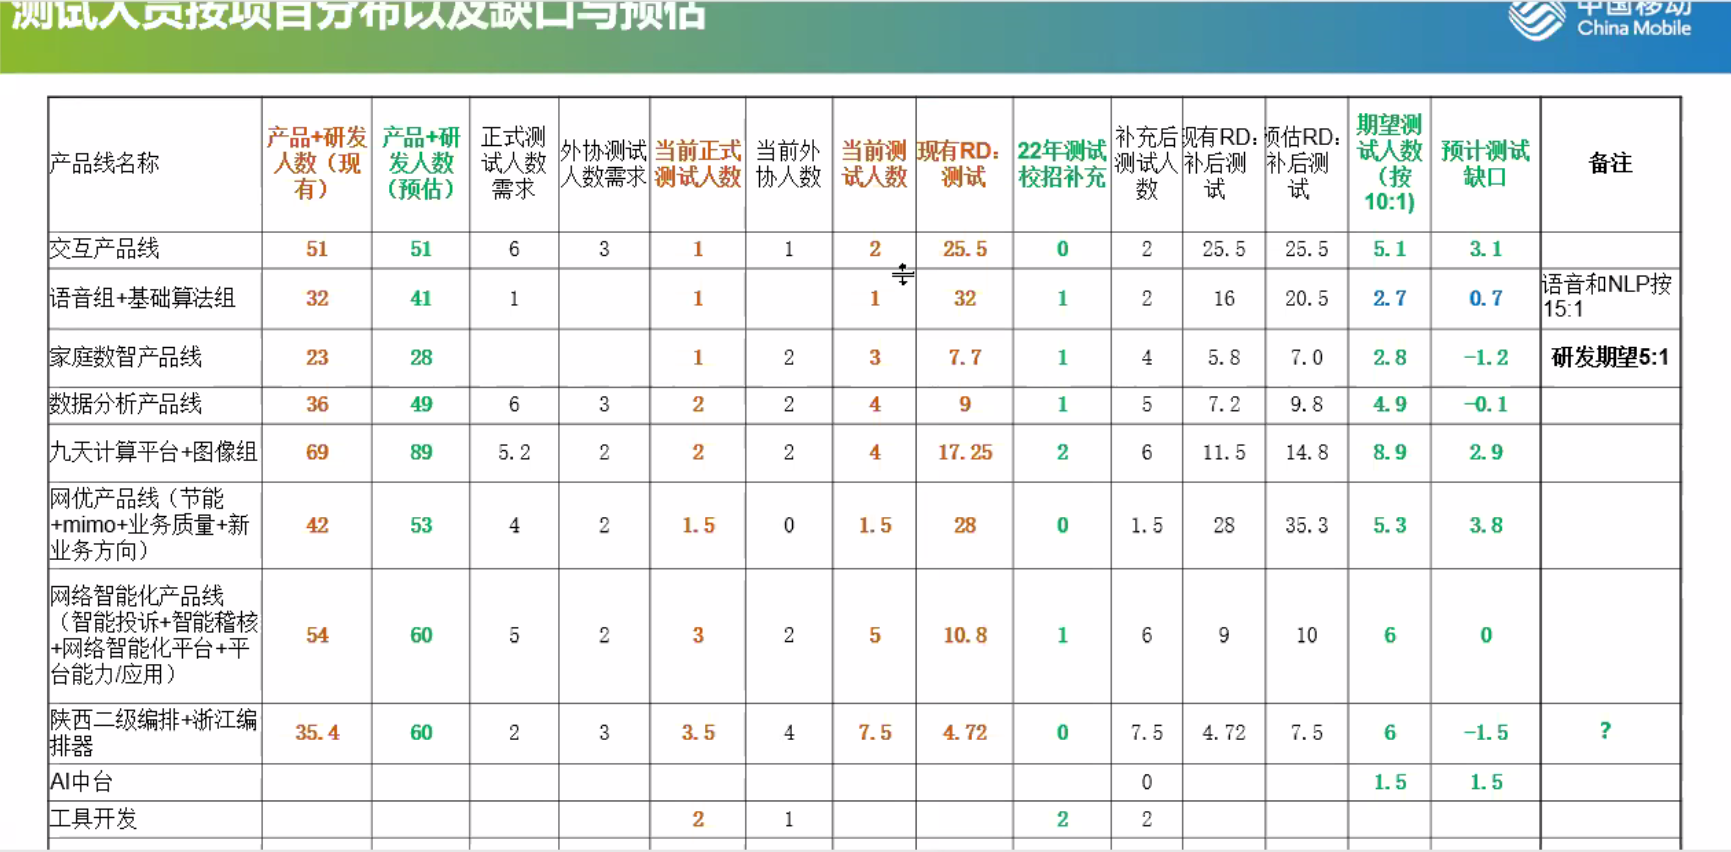 测试人员按项目分布以及缺口与预估
中国移动
China Mobile
产品线名称 产品+研发人数（现有） 产品+研发人数（预估） 正式测试人数需求 外协测试人数需求 当前正式测试人数 当前外协人数 当前测试人数 现有RD：测试 22年测试校招补充 补充后测试人数 现有RD：补后测试 预估RD：补后测试 期望测试人数（按10:1) 预计测试缺口 备注
交互产品线 51 51 6 3 1 1 2 25.5 0 2 25.5 25.5 5.1 3.1
语音组+基础算法组 32 41 1 1 1 32 1 2 16 20.5 2.7 0.7 语音和NLP按15:1
家庭数智产品线 23 28 1 2 3 7.7 1 4 5.8 7.0 2.8 -1.2 研发期望5:1
数据分析产品线 36 49 6 3 2 2 4 9 1 5 7.2 9.8 4.9 -0.1
九天计算平台+图像组 69 89 5.2 2 2 2 4 17.25 2 6 11.5 14.8 8.9 2.9
网优产品线（节能+mimo+业务质量+新业务方向） 42 53 4 2 1.5 0 1.5 28 0 1.5 28 35.3 5.3 3.8
网络智能化产品线（智能投诉+智能稽核+网络智能化平台+平台能力/应用） 54 60 5 2 3 2 5 10.8 1 6 9 10 6 0
陕西二级编排+浙江编排器 35.4 60 2 3 3.5 4 7.5 4.72 0 7.5 4.72 7.5 6 -1.5 ?
AI中台 0 1.5 1.5
工具开发 2 1 2 2